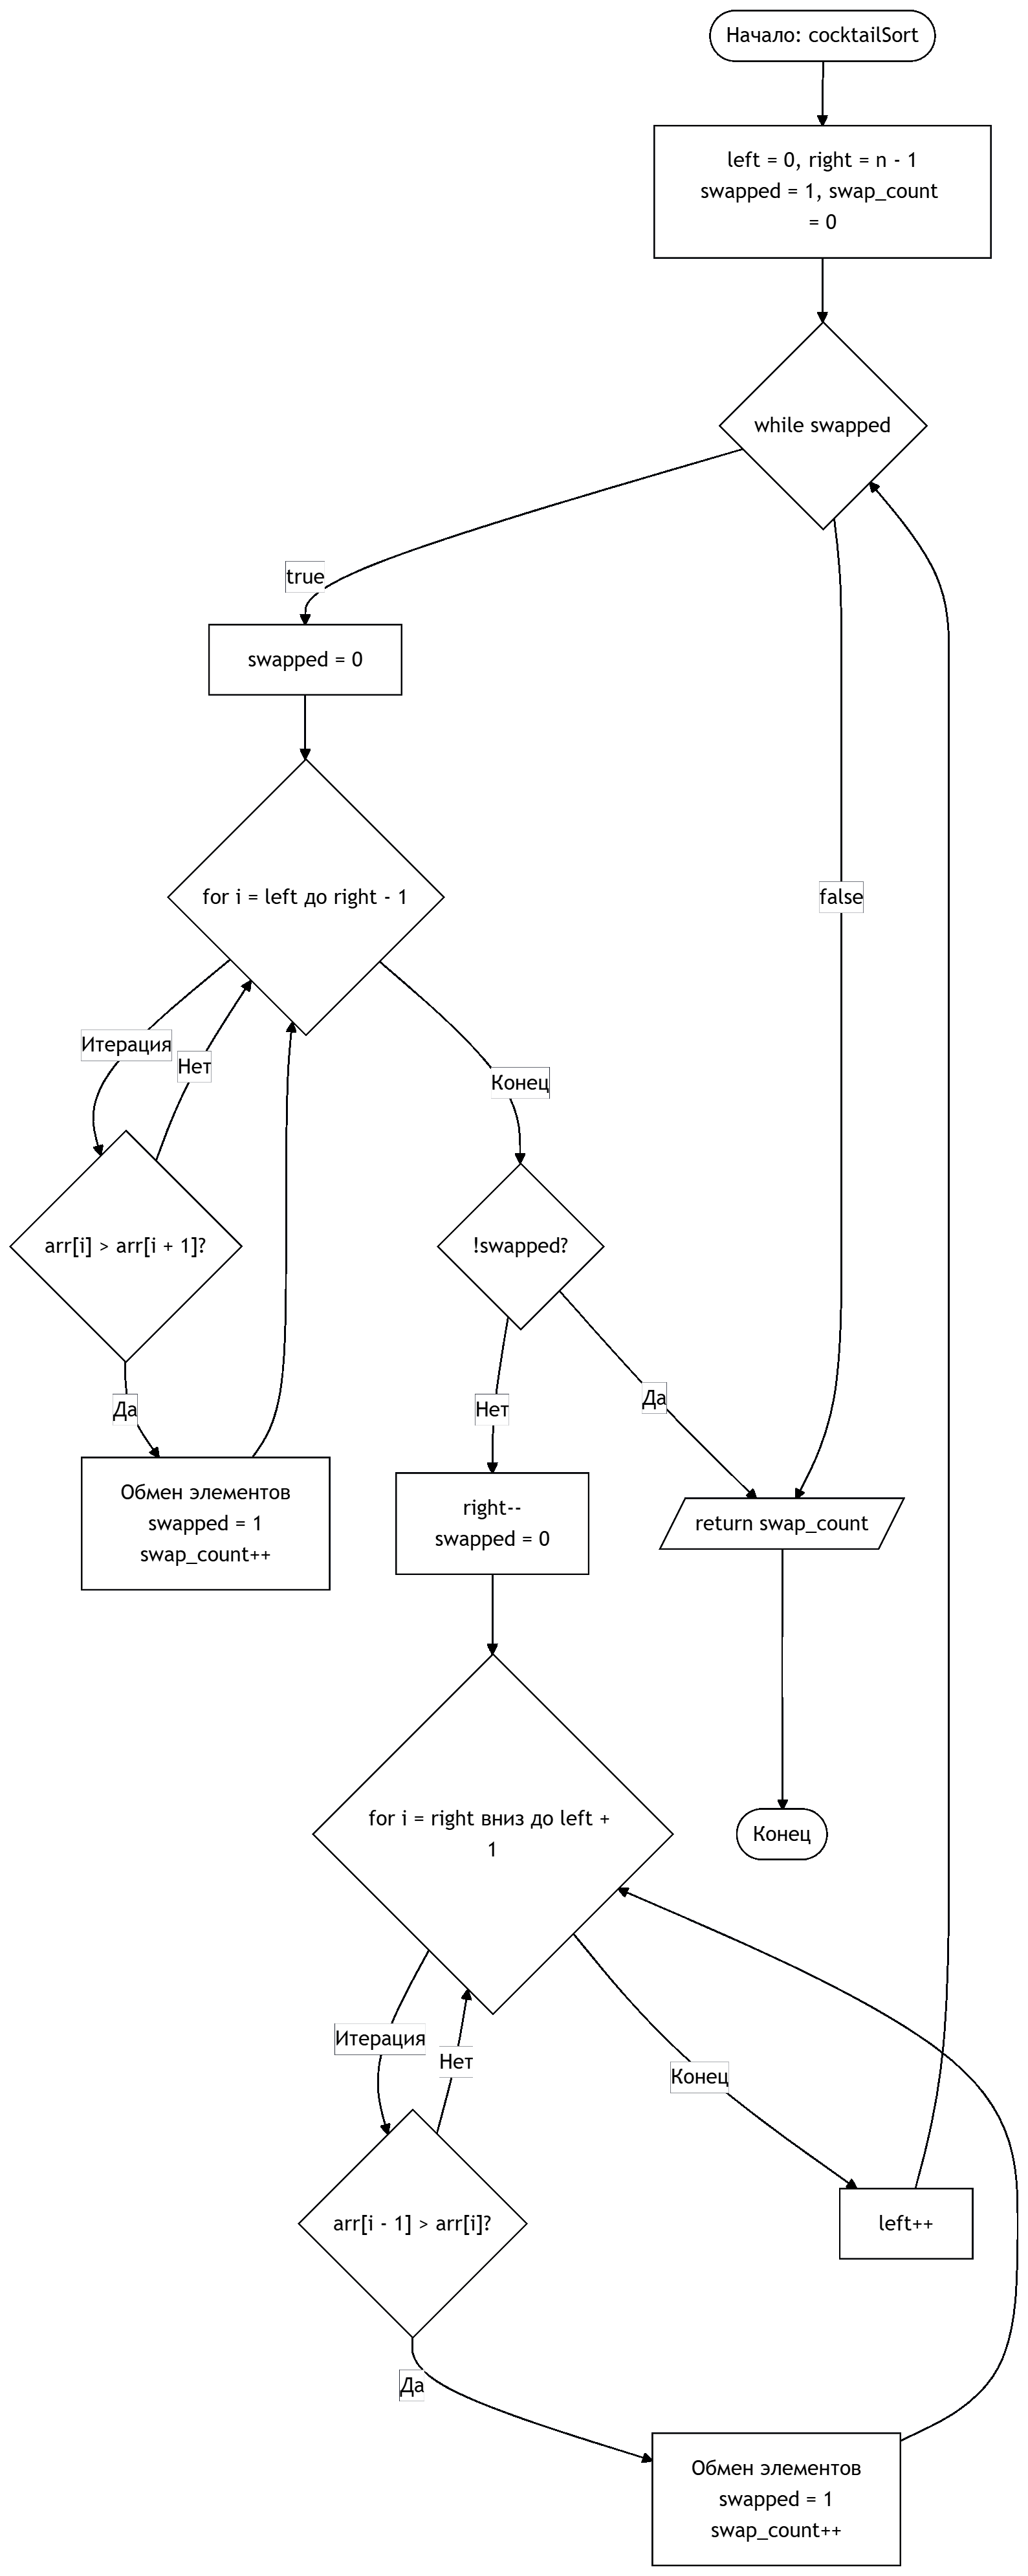 Начало: cocktailSort
left = 0, right = n - 1
swapped = 1, swap_count
= 0
while swapped
true
swapped = 0
for i = left до right - 1
false
Итерация
Нет
Конец
arr[i] > arr[i + 1]?
!swapped?
Да
Нет
Да
Обмен элементов
swapped = 1
swap_count++
right--
swapped = 0
return swap_count
for i = right вниз до left +
1
Конец
Итерация
Нет
Конец
arr[i - 1] > arr[i]?
left++
Да
Обмен элементов
swapped = 1
swap_count++